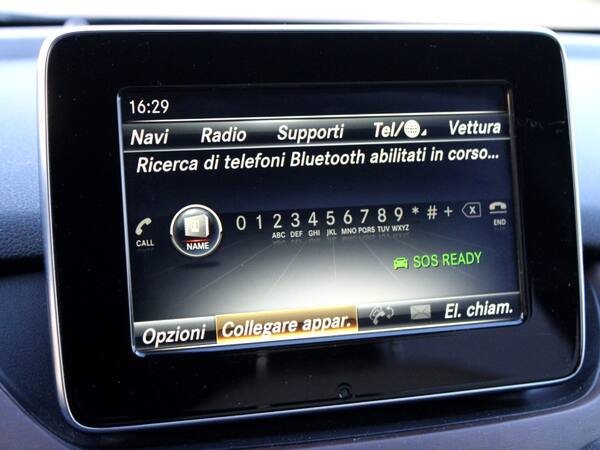 16:29
Navi Radio Supporti Tel/ Vettura
Ricerca di telefoni Bluetooth abilitati in corso...
CALL NAME 0 1 2 3 4 5 6 7 8 9 * # + END
ABC DEF GHI JKL MNO PQRS TUV WXYZ
SOS READY
Opzioni Collegare appar. El. chiam.